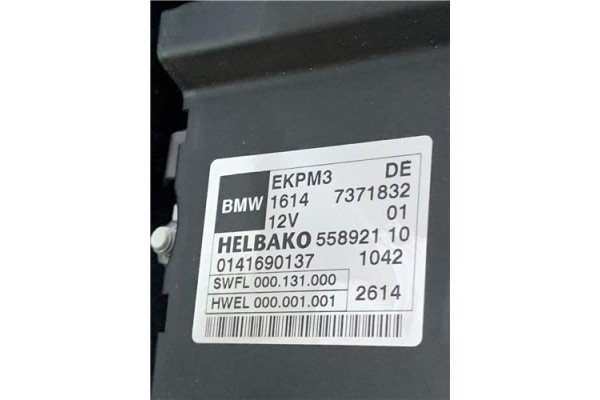 BMW EKPM3 DE
1614 7371832
12V 01
HELBAKO 558921 10
0141690137 1042
SWFL 000.131.000
HWEL 000.001.001 2614